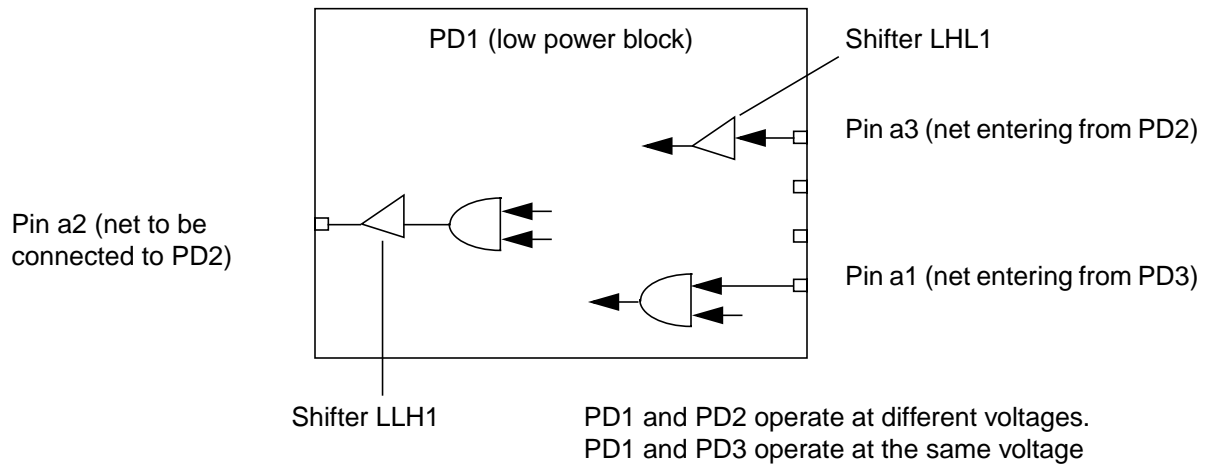 PD1 (low power block)
Shifter LHL1
Pin a3 (net entering from PD2)
Pin a2 (net to be
connected to PD2)
Pin a1 (net entering from PD3)
Shifter LLH1
PD1 and PD2 operate at different voltages.
PD1 and PD3 operate at the same voltage